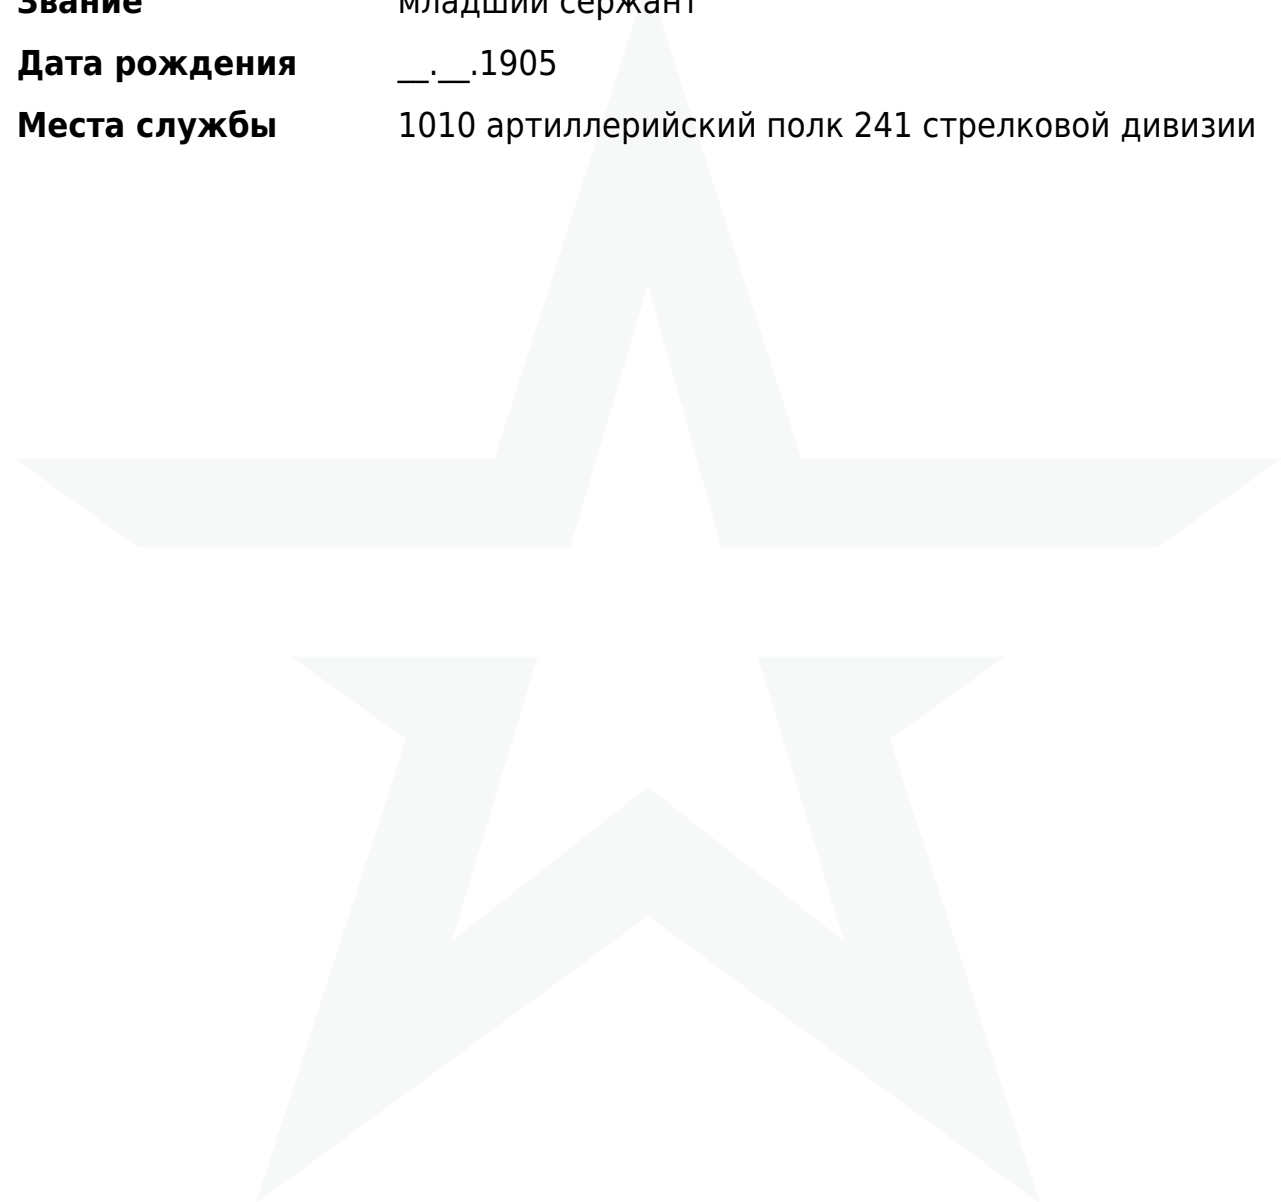 Звание младший сержант
Дата рождения __.__.1905
Места службы 1010 артиллерийский полк 241 стрелковой дивизии